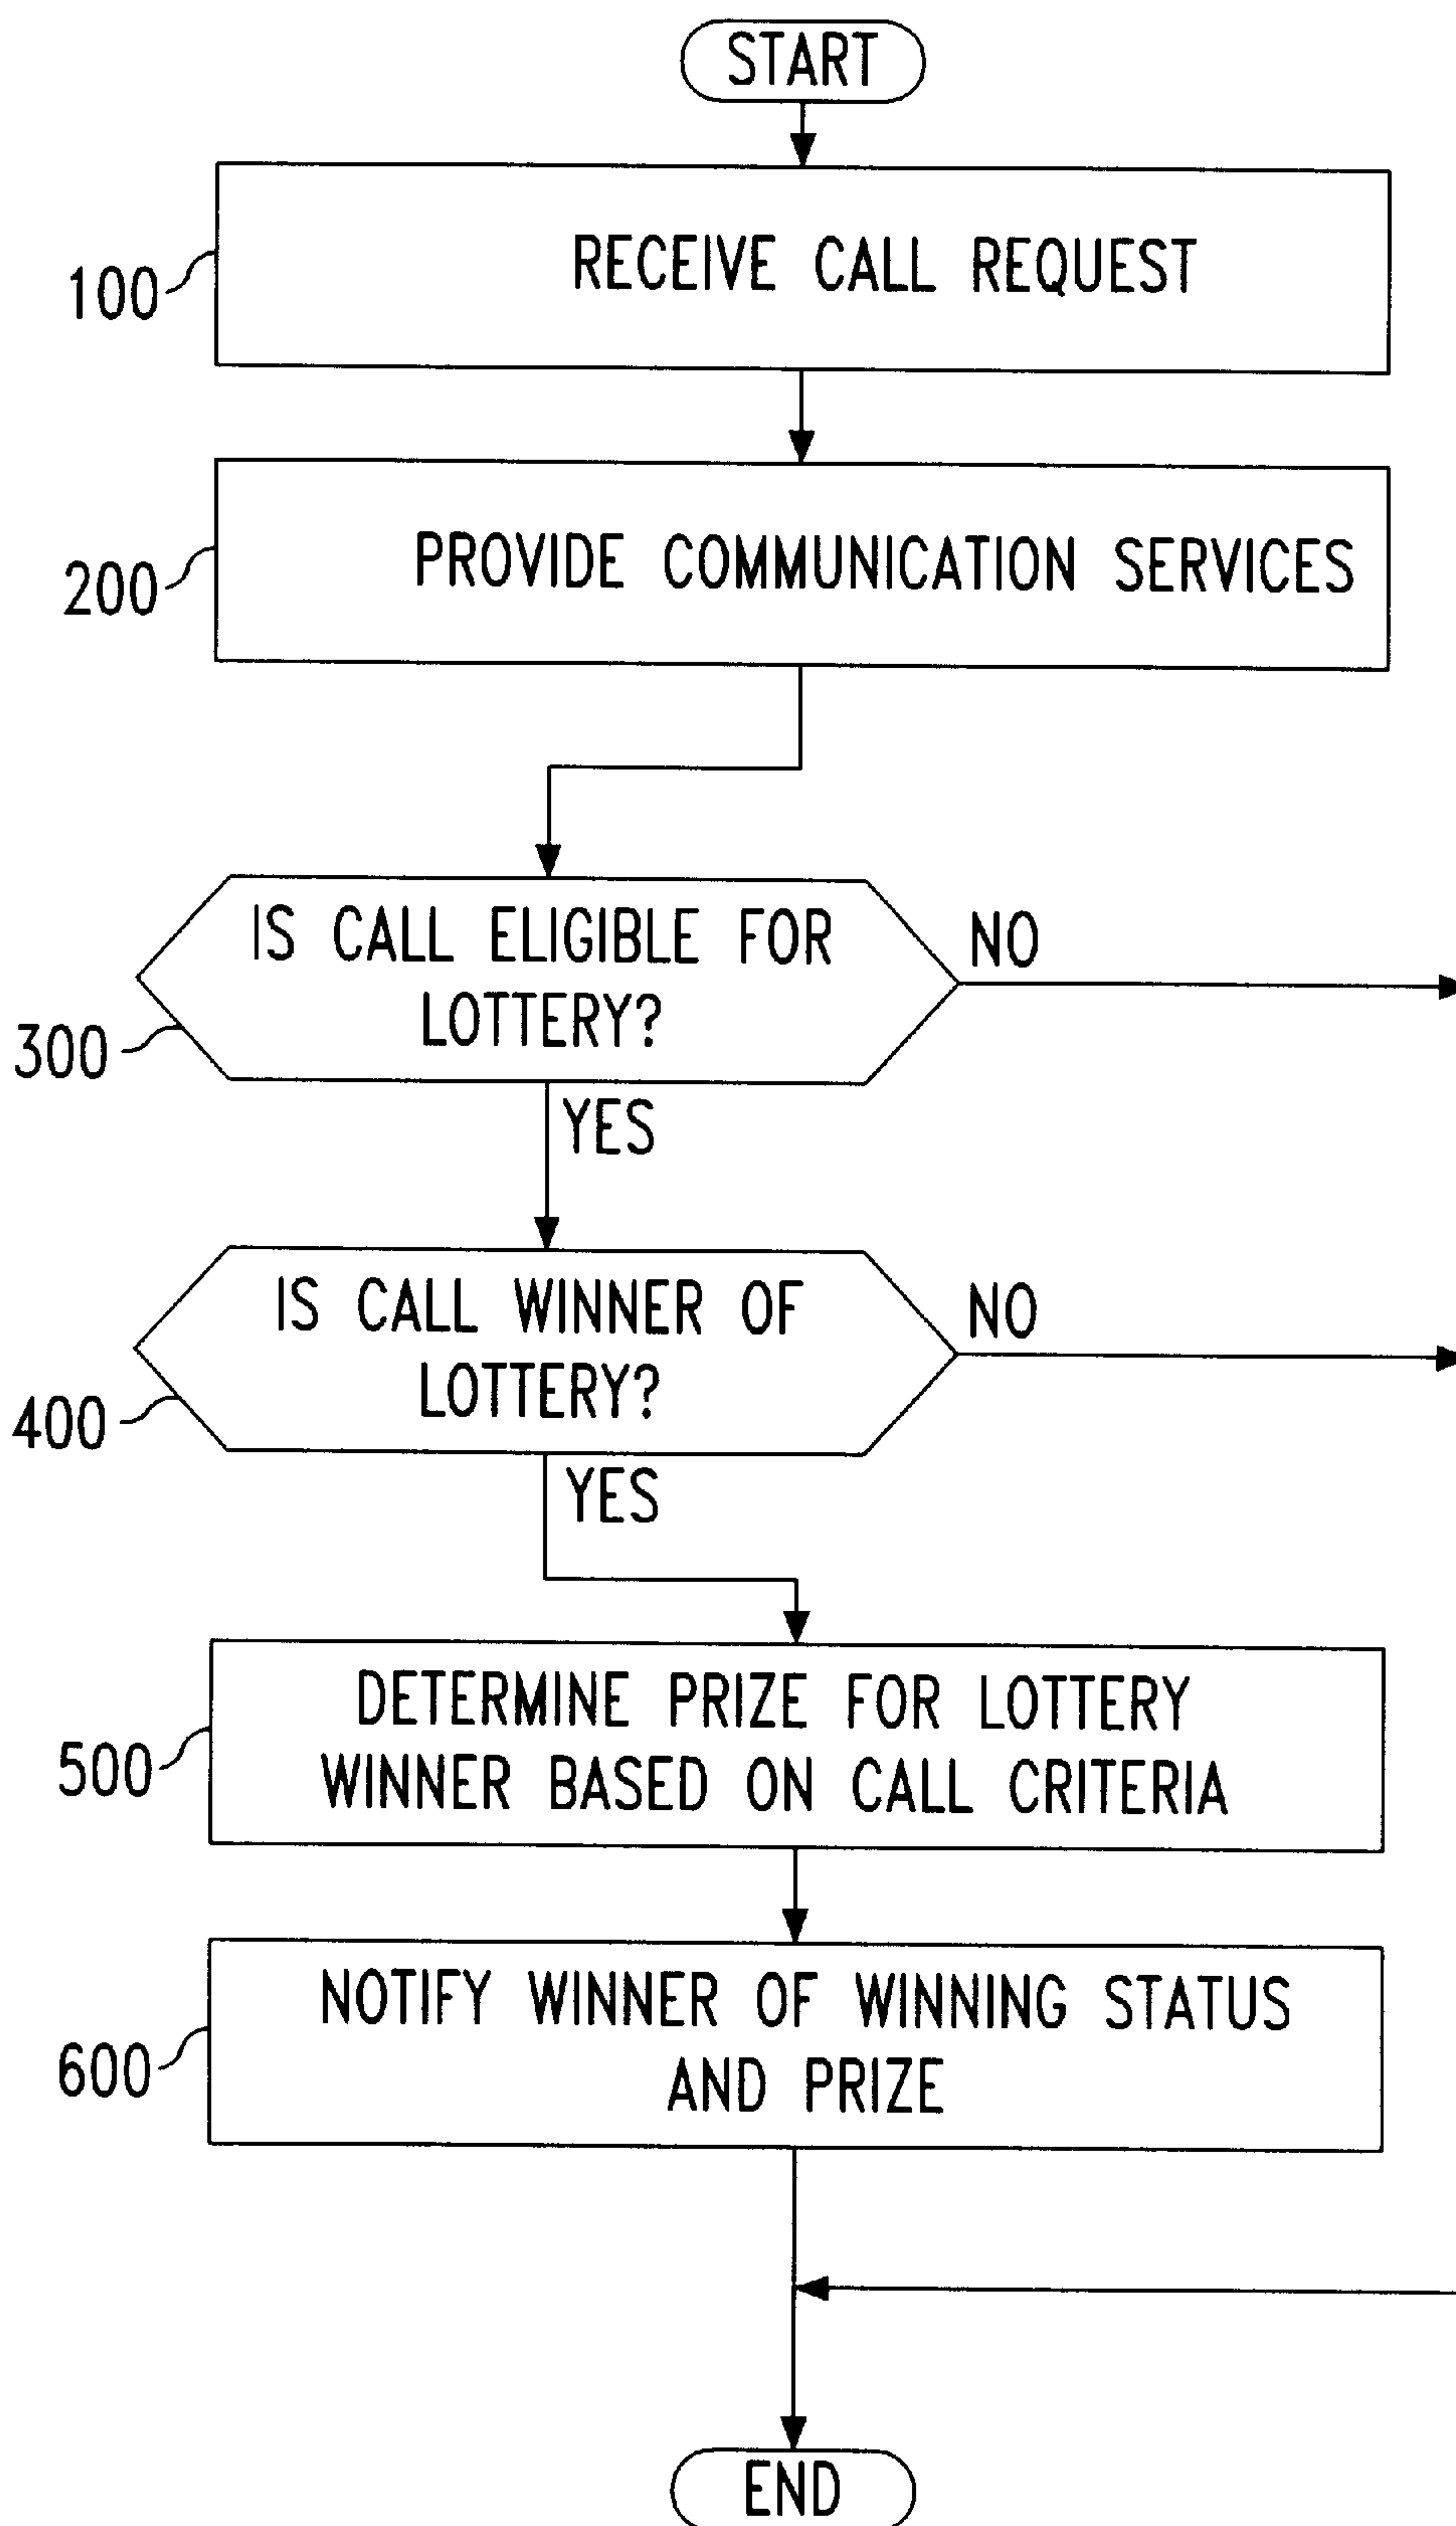 START
RECEIVE CALL REQUEST
100
PROVIDE COMMUNICATION SERVICES
200
IS CALL ELIGIBLE FOR
LOTTERY?
NO
300
YES
IS CALL WINNER OF
LOTTERY?
NO
400
YES
DETERMINE PRIZE FOR LOTTERY
WINNER BASED ON CALL CRITERIA
500
NOTIFY WINNER OF WINNING STATUS
AND PRIZE
600
END